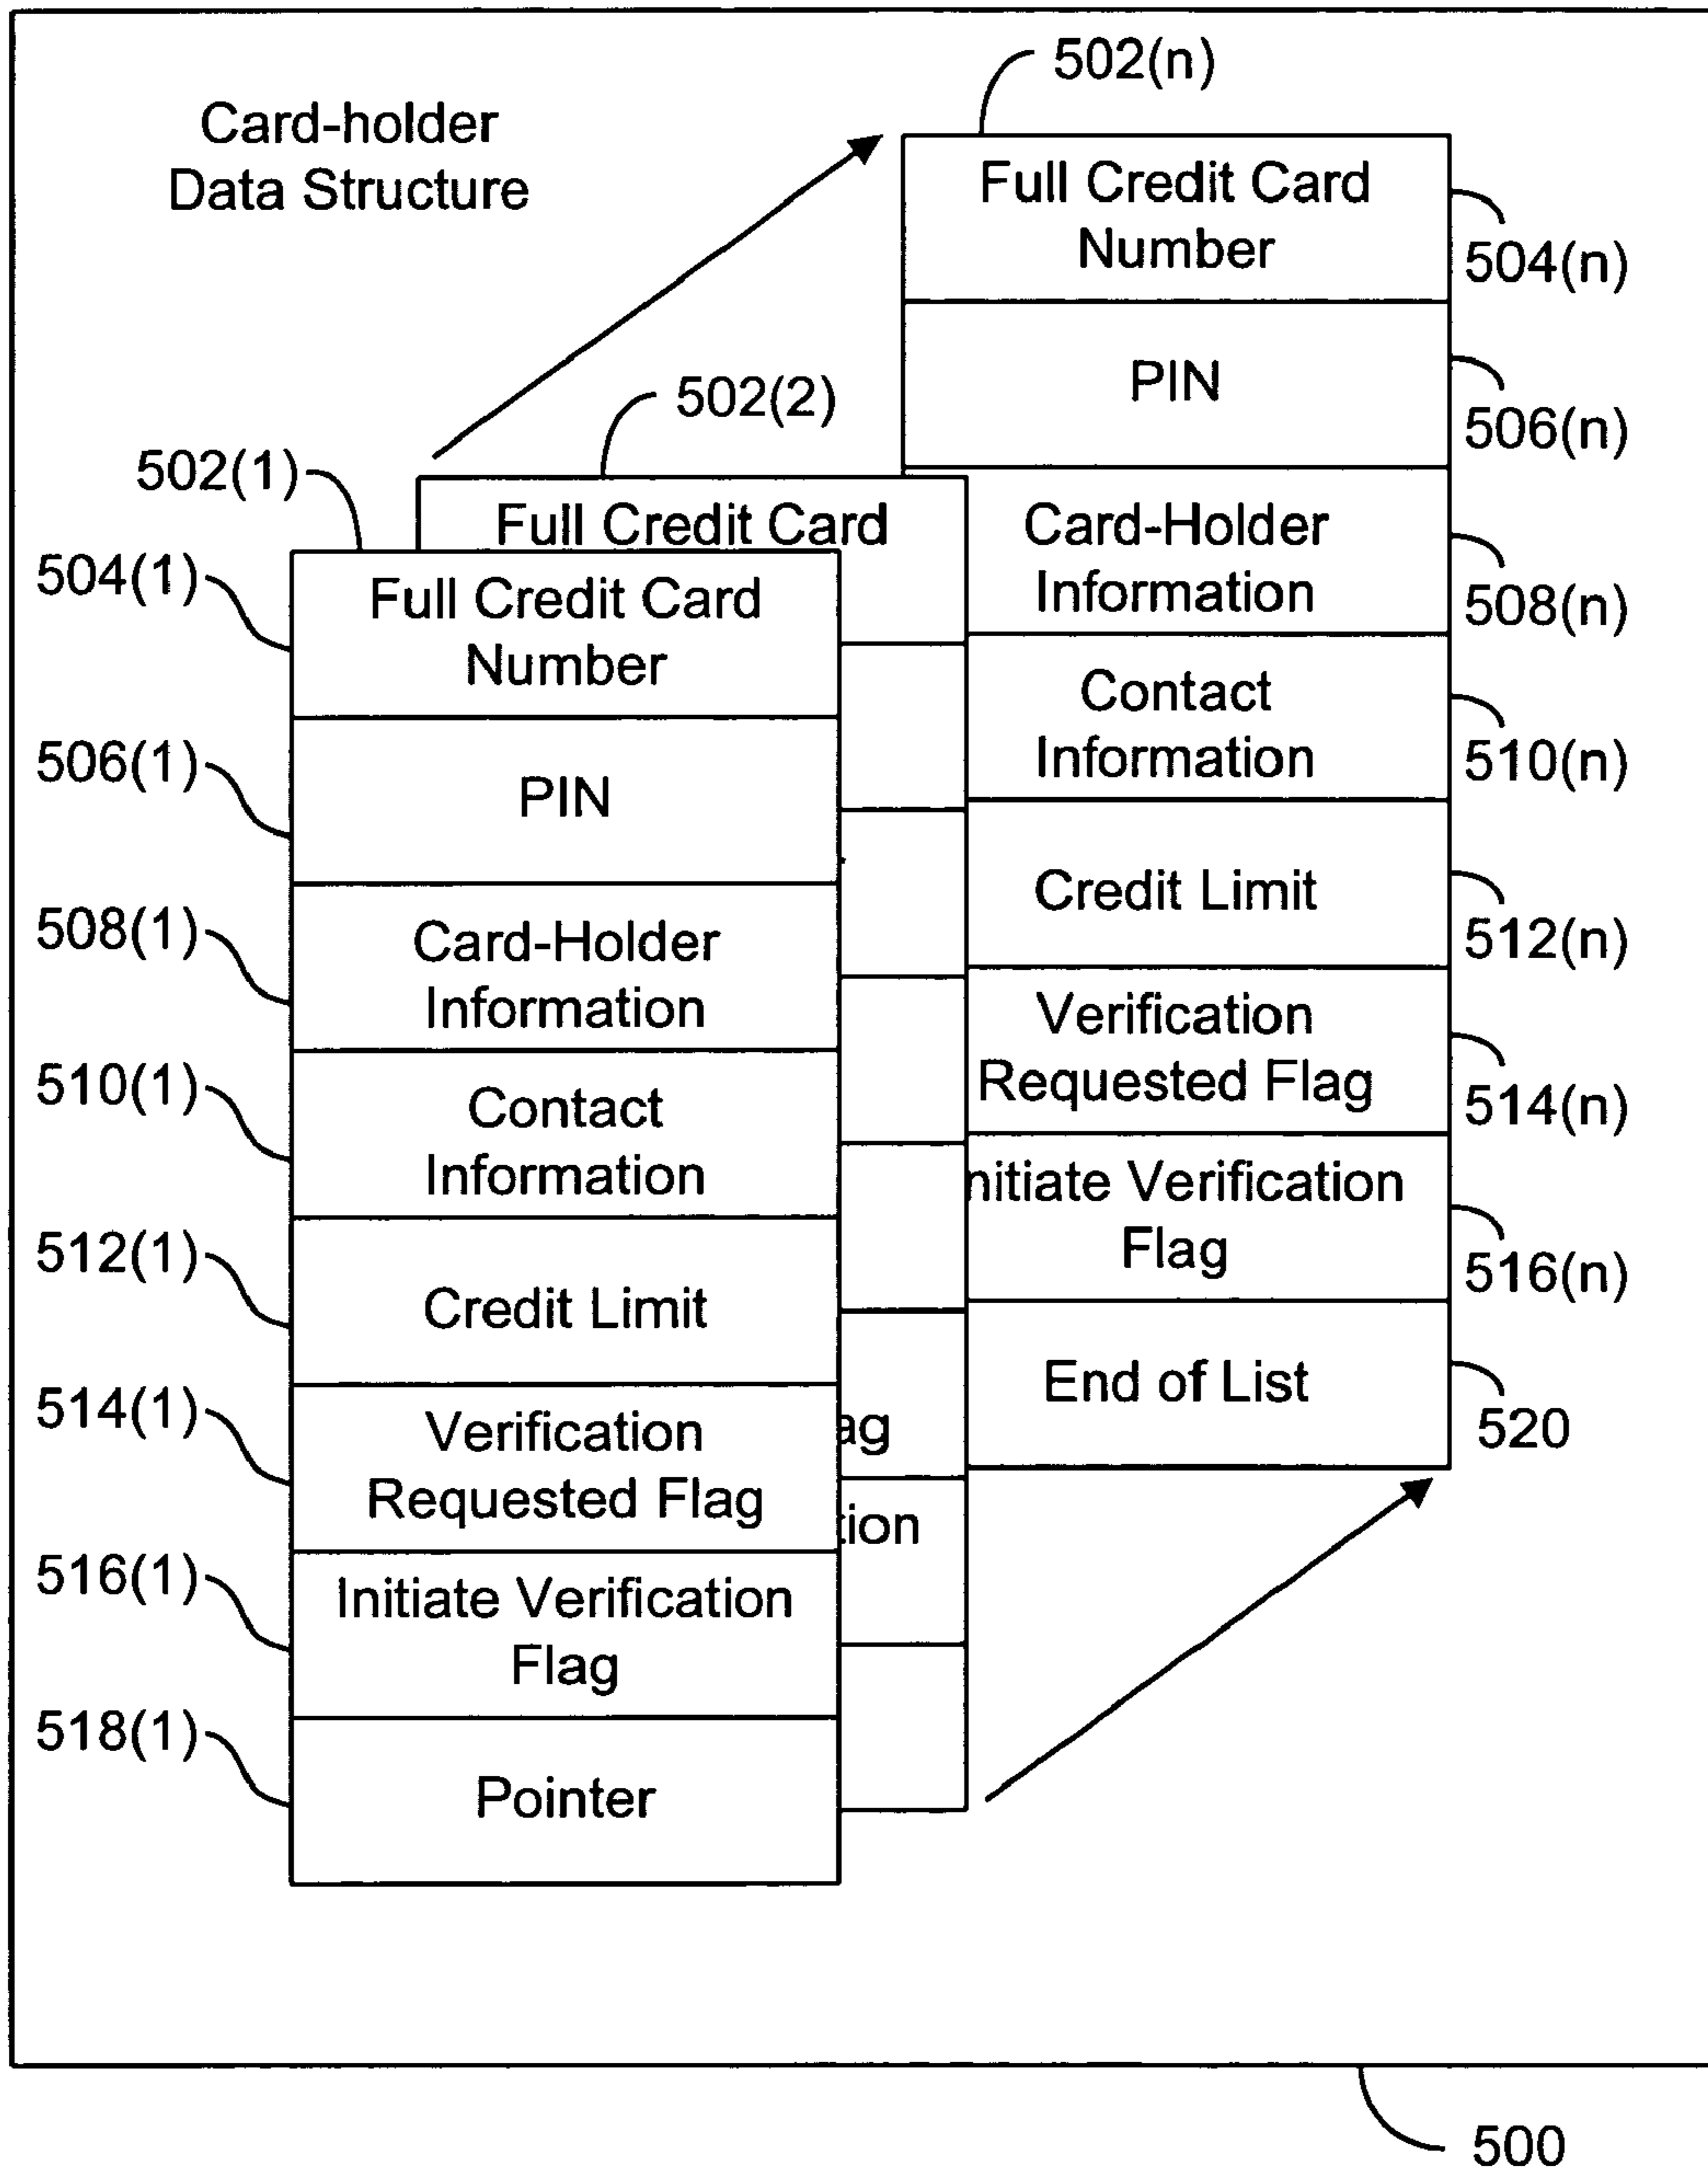 Card-holder
Data Structure
502(n)
Full Credit Card
Number
504(n)
PIN
506(n)
Card-Holder
Information
508(n)
Contact
Information
510(n)
Credit Limit
512(n)
Verification
Requested Flag
514(n)
nitiate Verification
Flag
516(n)
End of List
520
502(2)
Full Credit Card
ag
tion
502(1)
504(1)
Full Credit Card
Number
506(1)
PIN
508(1)
Card-Holder
Information
510(1)
Contact
Information
512(1)
Credit Limit
514(1)
Verification
Requested Flag
516(1)
Initiate Verification
Flag
518(1)
Pointer
500